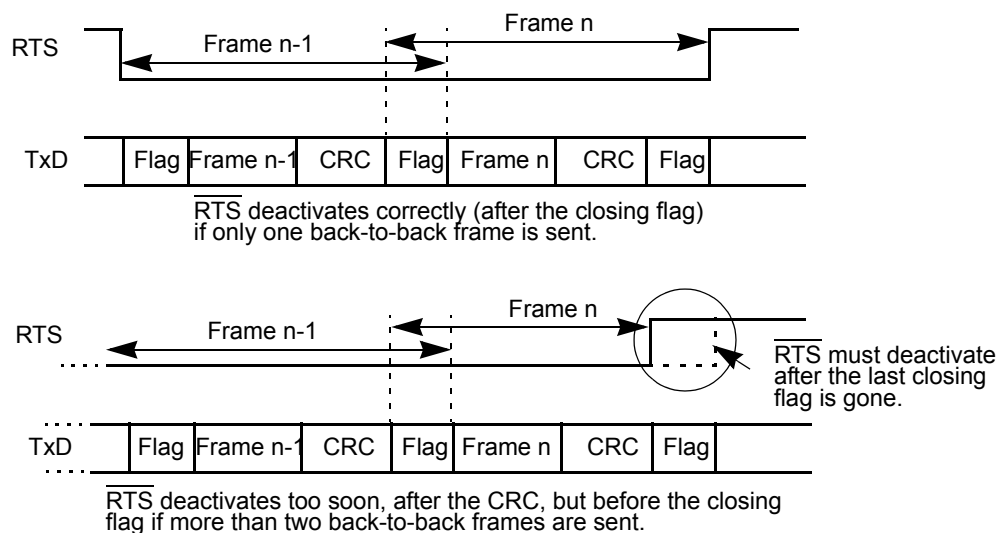 Frame n
RTS
Frame n-1
TxD
Flag Frame n-1 CRC Flag Frame n CRC Flag
RTS deactivates correctly (after the closing flag)
if only one back-to-back frame is sent.
Frame n
RTS
Frame n-1
RTS must deactivate
after the last closing
flag is gone.
TxD
Flag Frame n-1 CRC Flag Frame n CRC Flag
RTS deactivates too soon, after the CRC, but before the closing
flag if more than two back-to-back frames are sent.